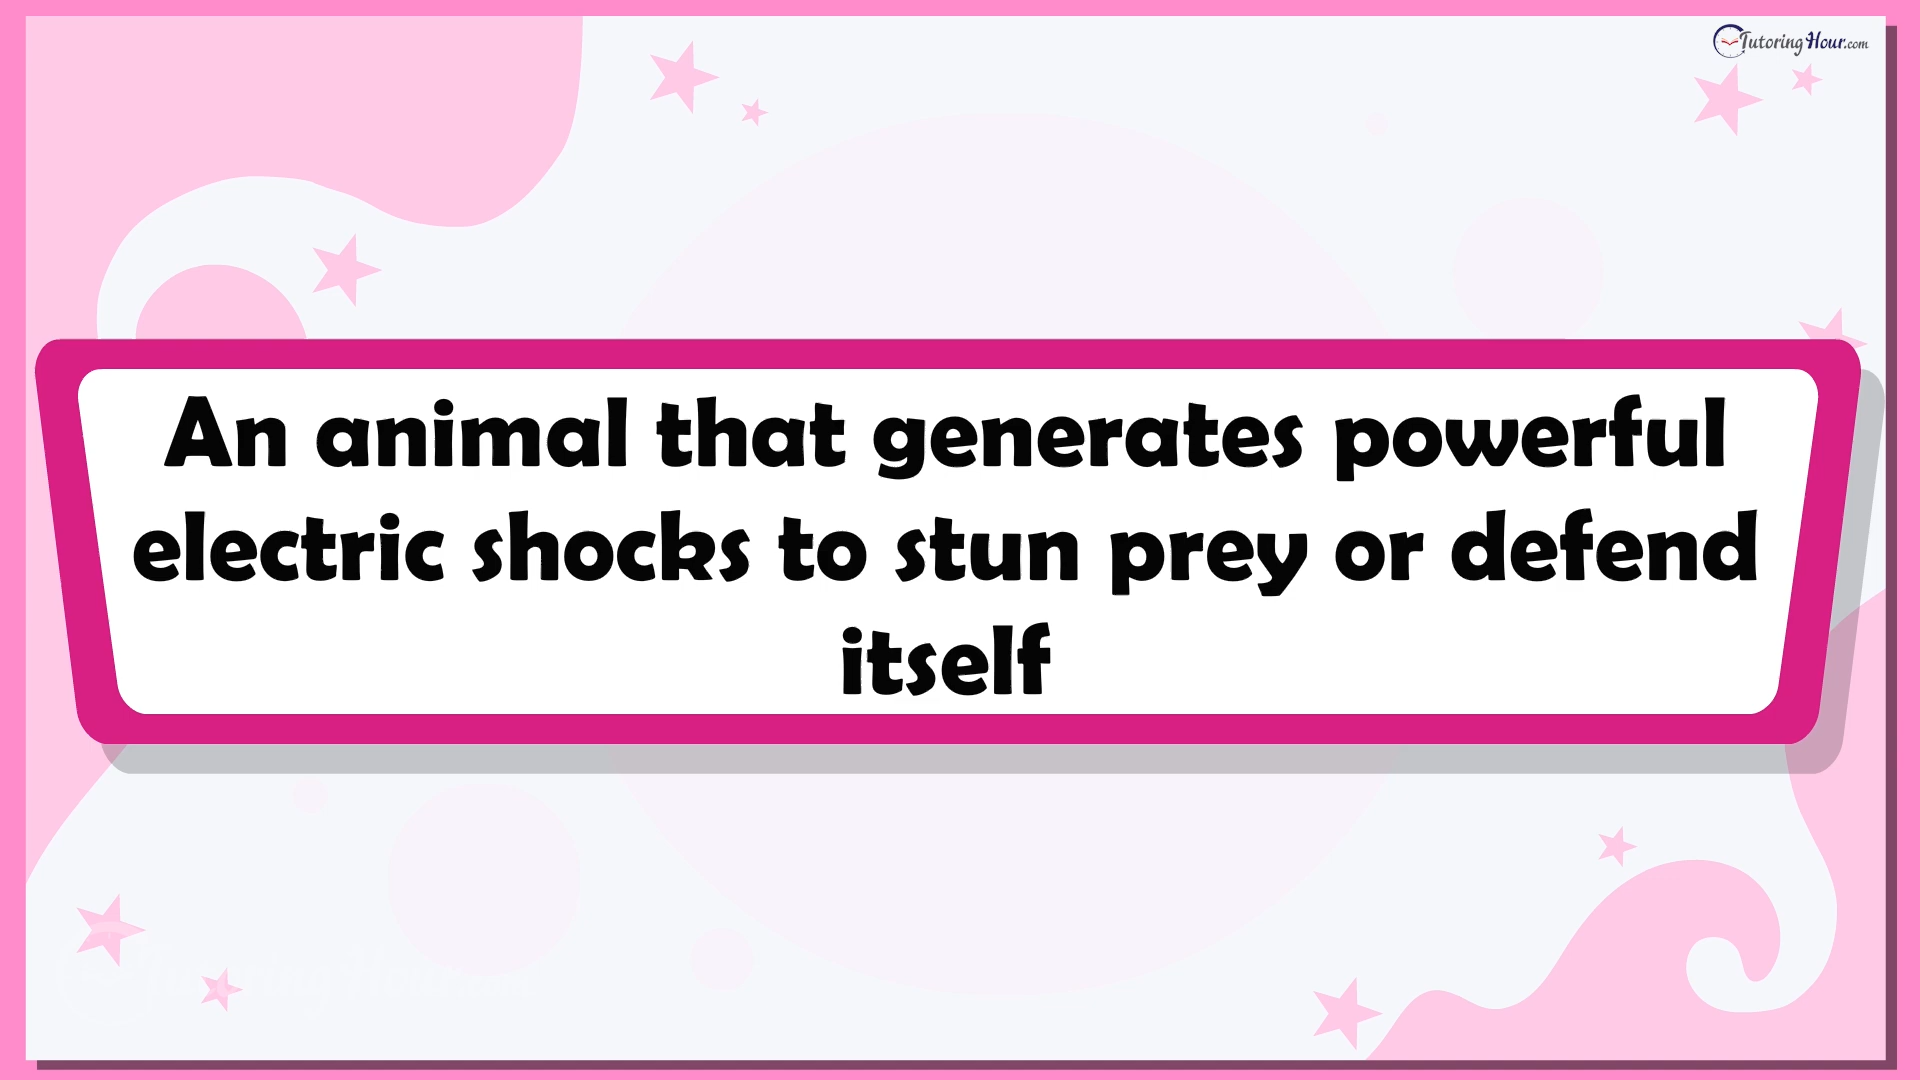 TutoringHour.com
An animal that generates powerful
electric shocks to stun prey or defend
itself